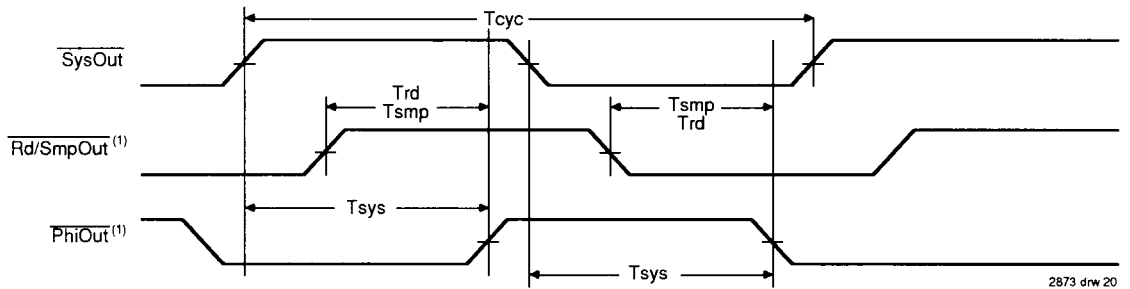 Tcyc
SysOut
Trd
Tsmp
Tsmp
Trd
Rd/SmpOut (1)
Tsys
PhiOut (1)
Tsys
2873 drw 20